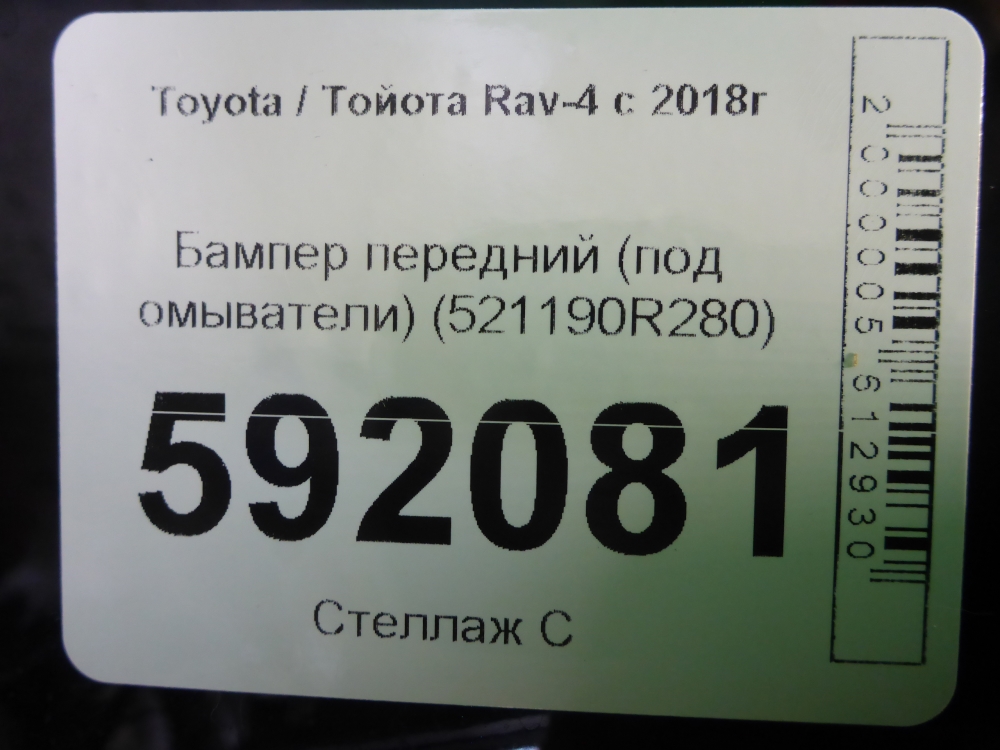 Toyota / Тойота Rav-4 с 2018г
Бампер передний (под
омыватели) (521190R280)
592081
Стеллаж С
2000005612930